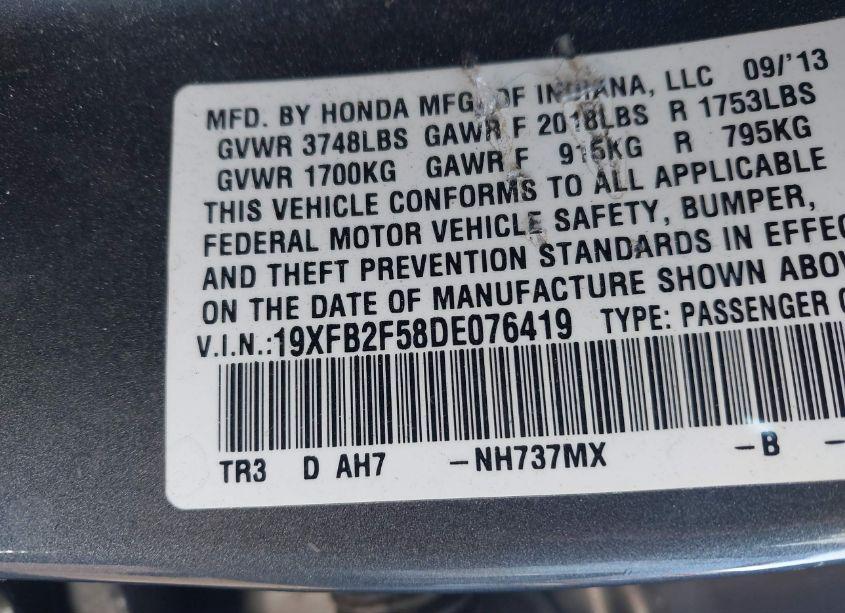 MFD. BY HONDA MFG. OF INDIANA, LLC 09/'13
GVWR 3748LBS GAWR F 2018LBS R 1753LBS
GVWR 1700KG GAWR F 915KG R 795KG
THIS VEHICLE CONFORMS TO ALL APPLICABLE
FEDERAL MOTOR VEHICLE SAFETY, BUMPER,
AND THEFT PREVENTION STANDARDS IN EFFEC
ON THE DATE OF MANUFACTURE SHOWN ABOV
V.I.N.:19XFB2F58DE076419 TYPE: PASSENGER C
TR3 D AH7 -NH737MX -B -